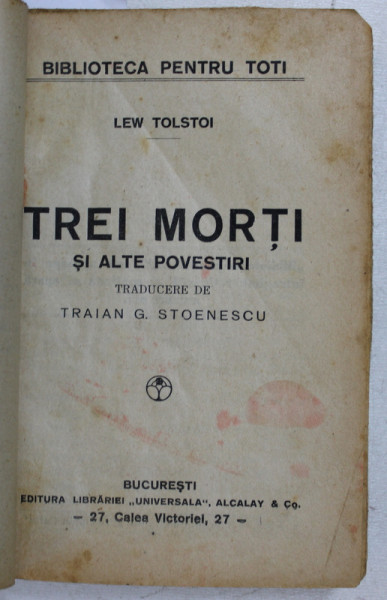 BIBLIOTECA PENTRU TOTI
LEW TOLSTOI
TREI MORȚI
ȘI ALTE POVESTIRI
TRADUCERE DE
TRAIAN G. STOENESCU
BUCUREȘTI
EDITURA LIBRĂRIEI „UNIVERSALA“, ALCALAY & Co.
— 27, Calea Victoriei, 27 —